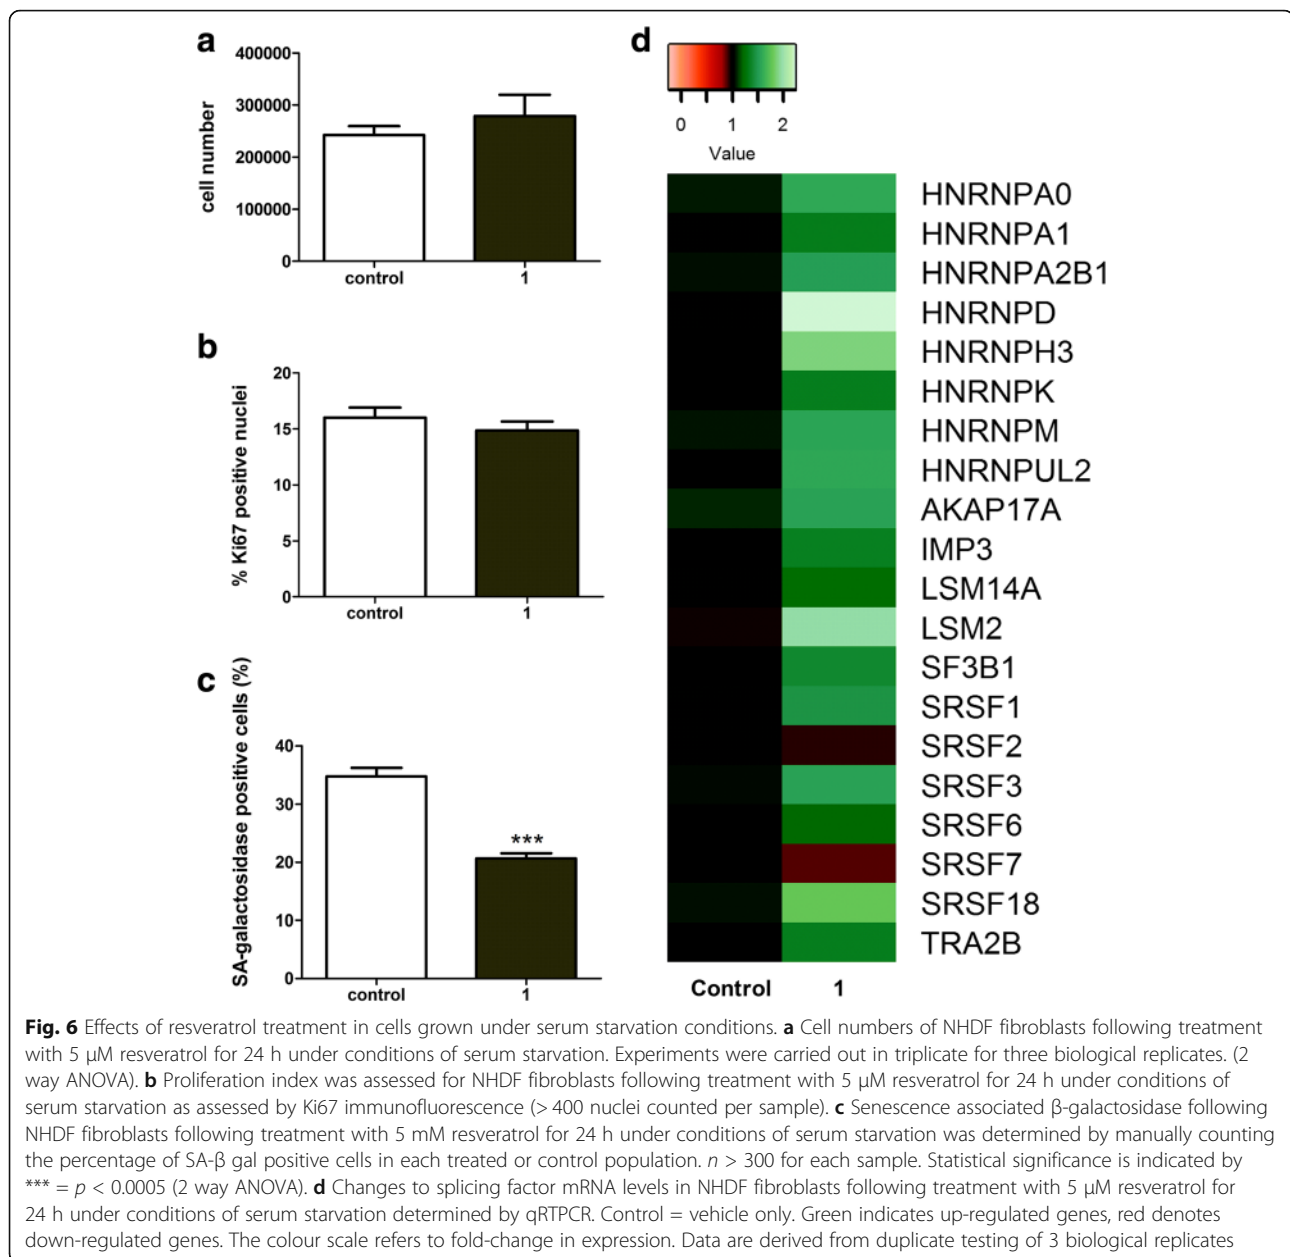 a
400000
300000
200000
100000
0
cell number
control
1
b
20
15
10
5
0
% Ki67 positive nuclei
control
1
c
40
30
20
10
0
SA-galactosidase positive cells (%)
***
control
1
d
0 1 2
Value
HNRNPA0
HNRNPA1
HNRNPA2B1
HNRNPD
HNRNPH3
HNRNPK
HNRNPM
HNRNPUL2
AKAP17A
IMP3
LSM14A
LSM2
SF3B1
SRSF1
SRSF2
SRSF3
SRSF6
SRSF7
SRSF18
TRA2B
Control 1
Fig. 6 Effects of resveratrol treatment in cells grown under serum starvation conditions. a Cell numbers of NHDF fibroblasts following treatment
with 5 μM resveratrol for 24 h under conditions of serum starvation. Experiments were carried out in triplicate for three biological replicates. (2
way ANOVA). b Proliferation index was assessed for NHDF fibroblasts following treatment with 5 μM resveratrol for 24 h under conditions of
serum starvation as assessed by Ki67 immunofluorescence (> 400 nuclei counted per sample). c Senescence associated β-galactosidase following
NHDF fibroblasts following treatment with 5 mM resveratrol for 24 h under conditions of serum starvation was determined by manually counting
the percentage of SA-β gal positive cells in each treated or control population. n > 300 for each sample. Statistical significance is indicated by
*** = p < 0.0005 (2 way ANOVA). d Changes to splicing factor mRNA levels in NHDF fibroblasts following treatment with 5 μM resveratrol for
24 h under conditions of serum starvation determined by qRTPCR. Control = vehicle only. Green indicates up-regulated genes, red denotes
down-regulated genes. The colour scale refers to fold-change in expression. Data are derived from duplicate testing of 3 biological replicates